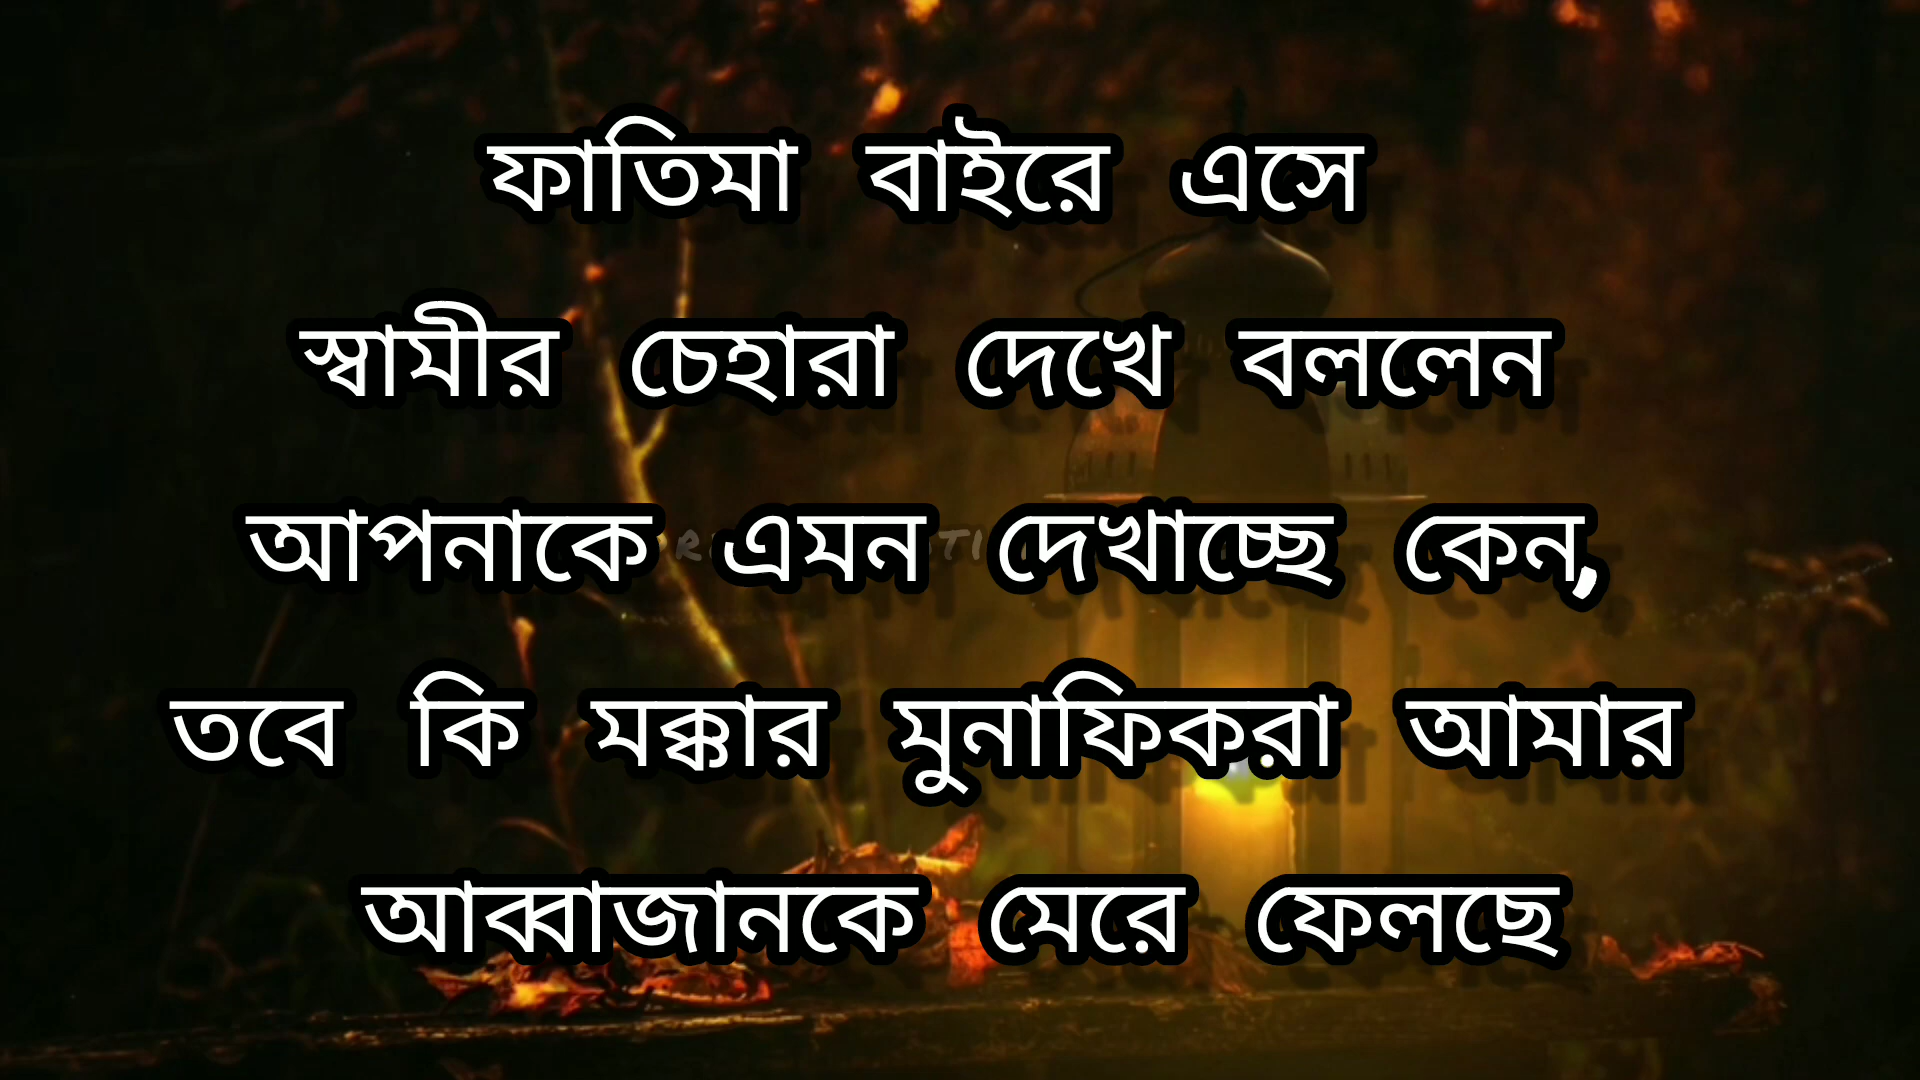 ফাতিমা বাইরে এসে
স্বামীর চেহারা দেখে বললেন
আপনাকে এমন দেখাচ্ছে কেন,
তবে কি মক্কার মুনাফিকরা আমার
আব্বাজানকে মেরে ফেলছে